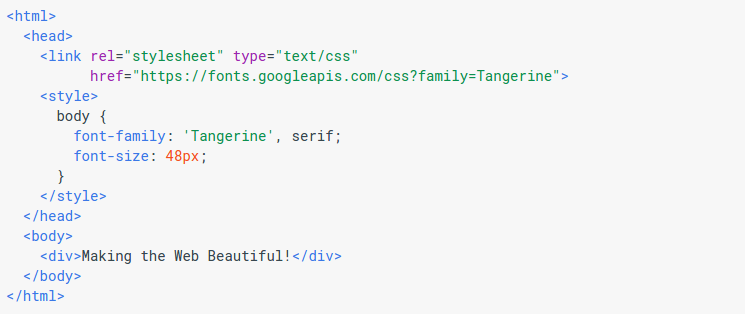 <html>
  <head>
    <link rel="stylesheet" type="text/css"
          href="https://fonts.googleapis.com/css?family=Tangerine">
    <style>
      body {
        font-family: 'Tangerine', serif;
        font-size: 48px;
      }
    </style>
  </head>
  <body>
    <div>Making the Web Beautiful!</div>
  </body>
</html>